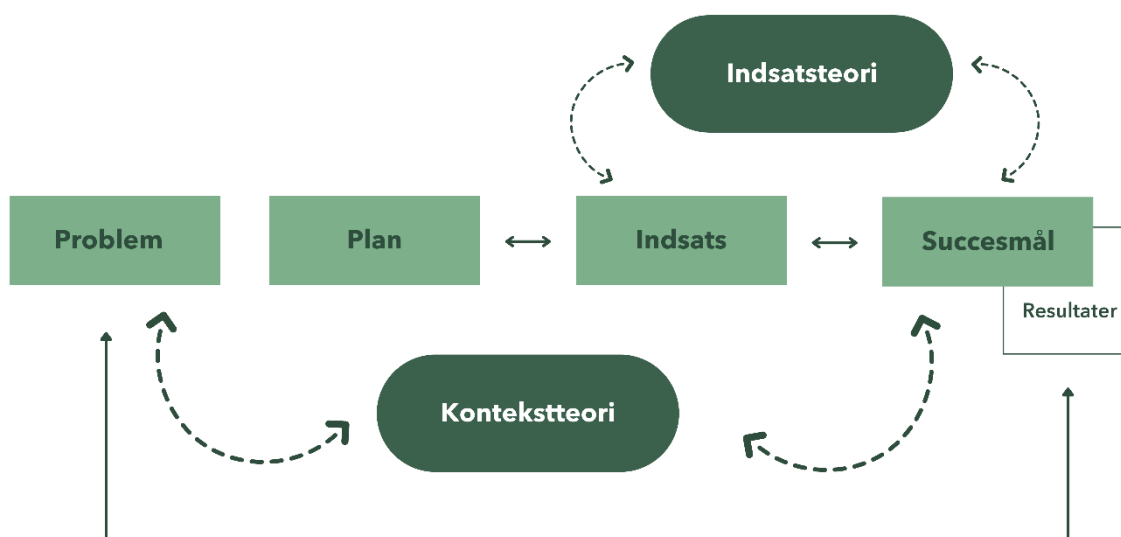 Indsatsteori
Problem
Plan
Indsats
Succesmål
Resultater
Kontekstteori